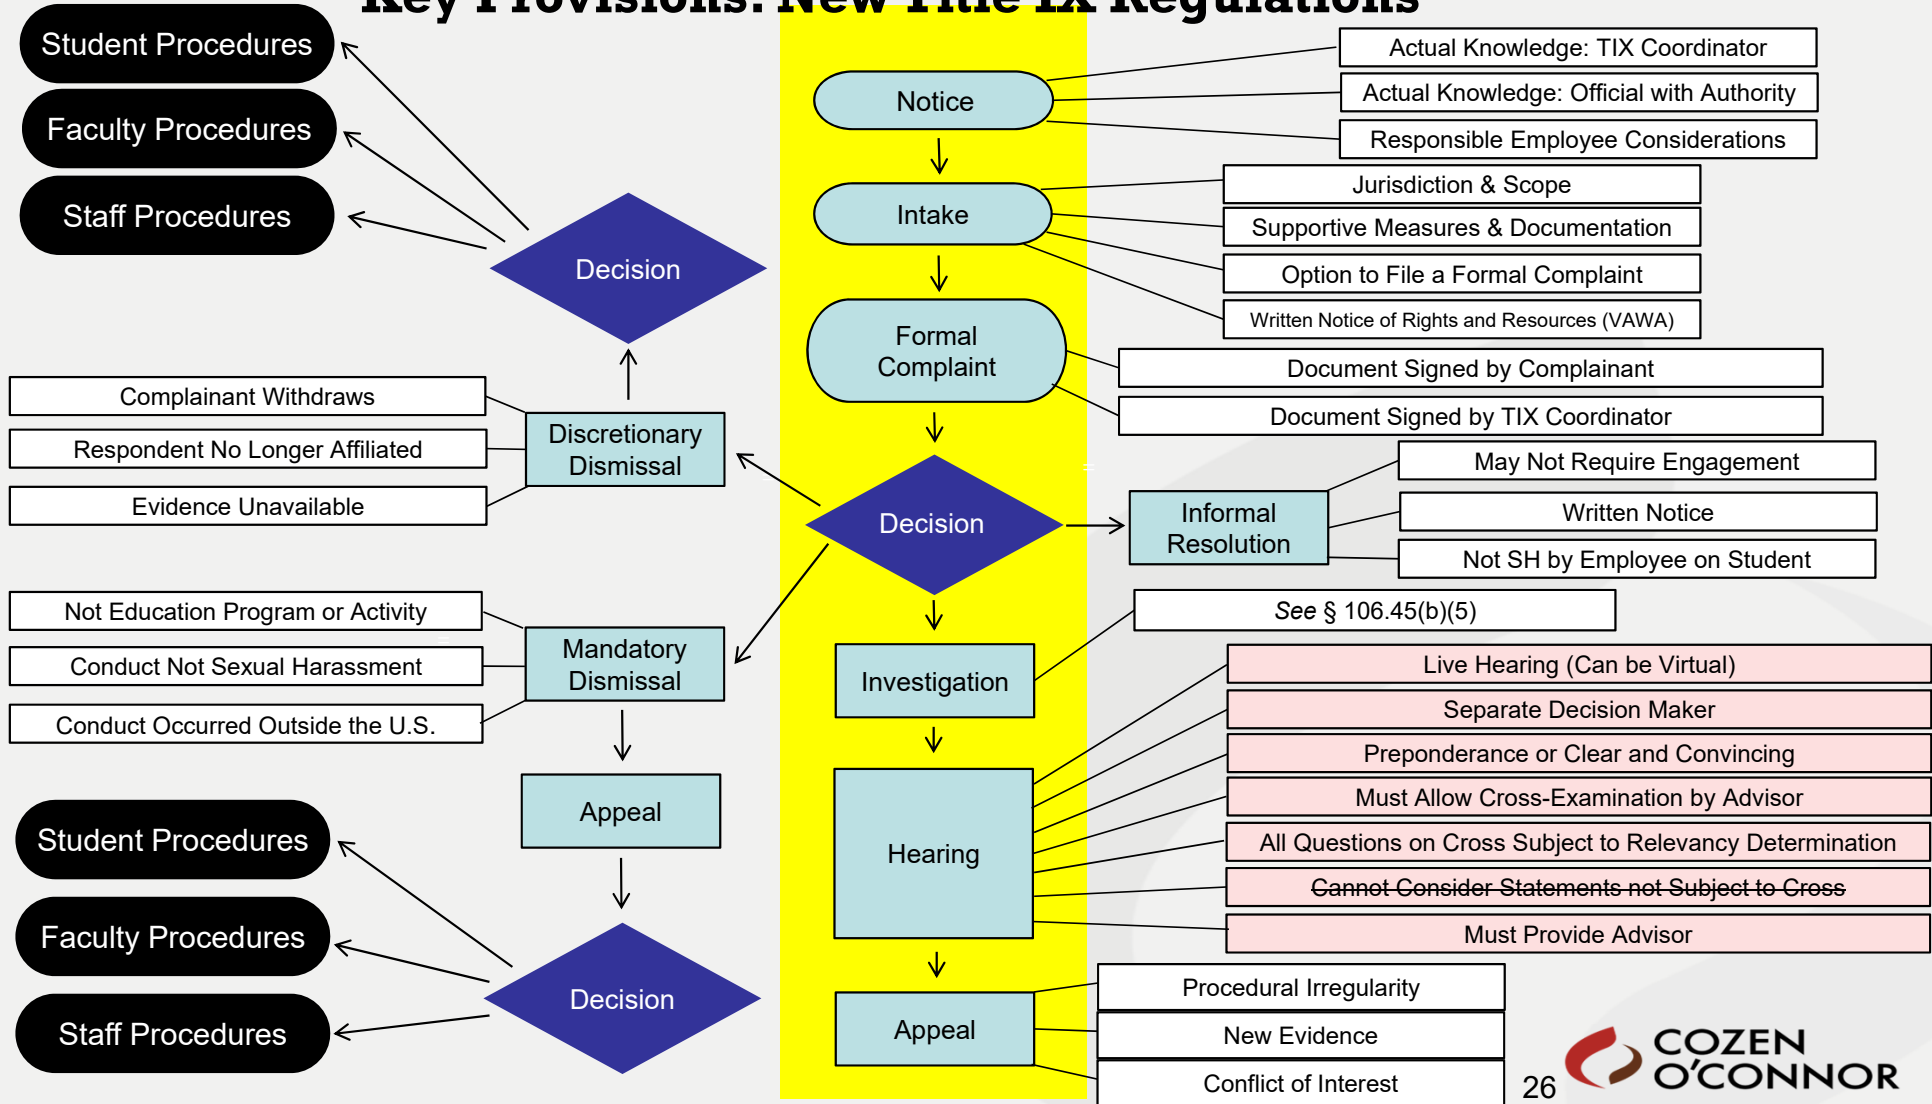 Key Provisions: New Title IX Regulations
Student Procedures
Faculty Procedures
Staff Procedures
Decision
Complainant Withdraws
Respondent No Longer Affiliated
Evidence Unavailable
Discretionary
Dismissal
Not Education Program or Activity
Conduct Not Sexual Harassment
Conduct Occurred Outside the U.S.
Mandatory
Dismissal
Appeal
Student Procedures
Faculty Procedures
Staff Procedures
Decision
Notice
Actual Knowledge: TIX Coordinator
Actual Knowledge: Official with Authority
Responsible Employee Considerations
Intake
Jurisdiction & Scope
Supportive Measures & Documentation
Option to File a Formal Complaint
Written Notice of Rights and Resources (VAWA)
Formal
Complaint
Document Signed by Complainant
Document Signed by TIX Coordinator
Decision
Informal
Resolution
May Not Require Engagement
Written Notice
Not SH by Employee on Student
Investigation
See § 106.45(b)(5)
Hearing
Live Hearing (Can be Virtual)
Separate Decision Maker
Preponderance or Clear and Convincing
Must Allow Cross-Examination by Advisor
All Questions on Cross Subject to Relevancy Determination
Cannot Consider Statements not Subject to Cross
Must Provide Advisor
Appeal
Procedural Irregularity
New Evidence
Conflict of Interest
26
COZEN
O'CONNOR